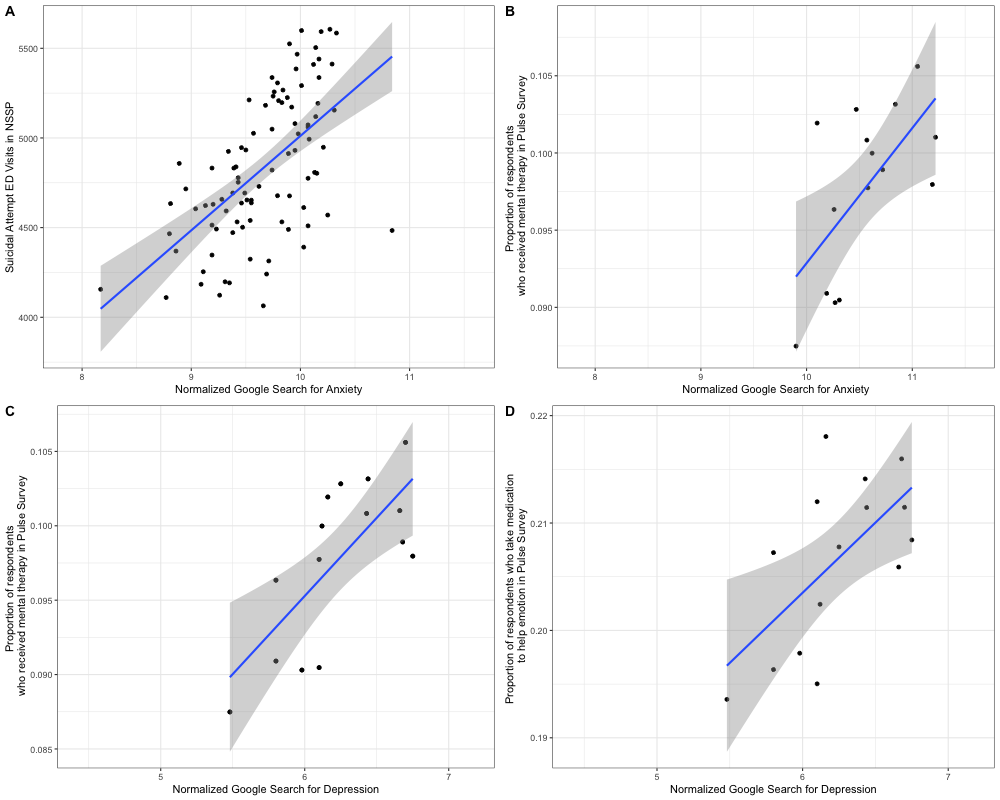 A
Suicidal Attempt ED Visits in NSSP
5500
5000
4500
4000
8 9 10 11
Normalized Google Search for Anxiety
B
Proportion of respondents
who received mental therapy in Pulse Survey
0.105
0.100
0.095
0.090
8 9 10 11
Normalized Google Search for Anxiety
C
Proportion of respondents
who received mental therapy in Pulse Survey
0.105
0.100
0.095
0.090
0.085
5 6 7
Normalized Google Search for Depression
D
Proportion of respondents who take medication
to help emotion in Pulse Survey
0.22
0.21
0.20
0.19
5 6 7
Normalized Google Search for Depression